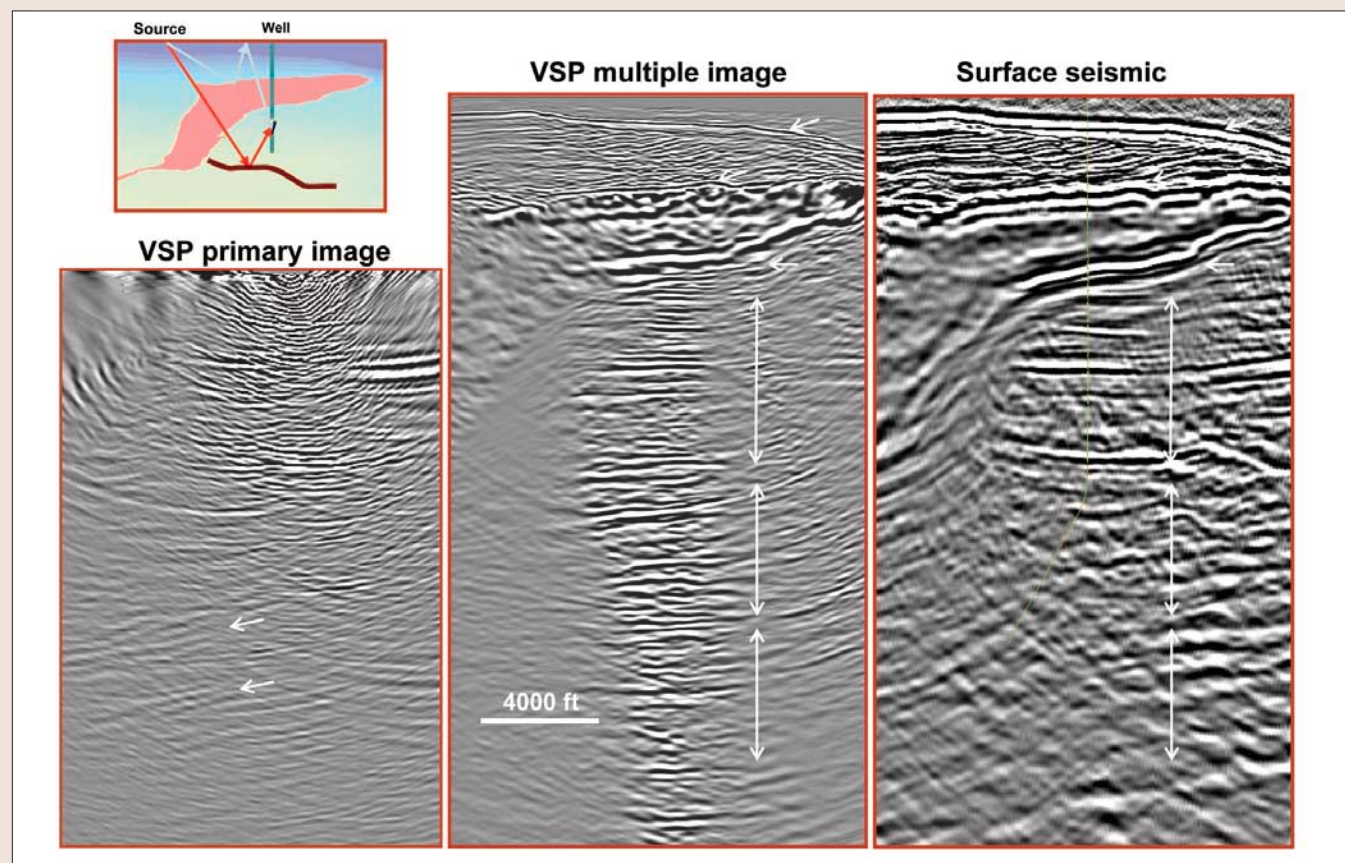 Source
Well
VSP multiple image
Surface seismic
VSP primary image
4000 ft